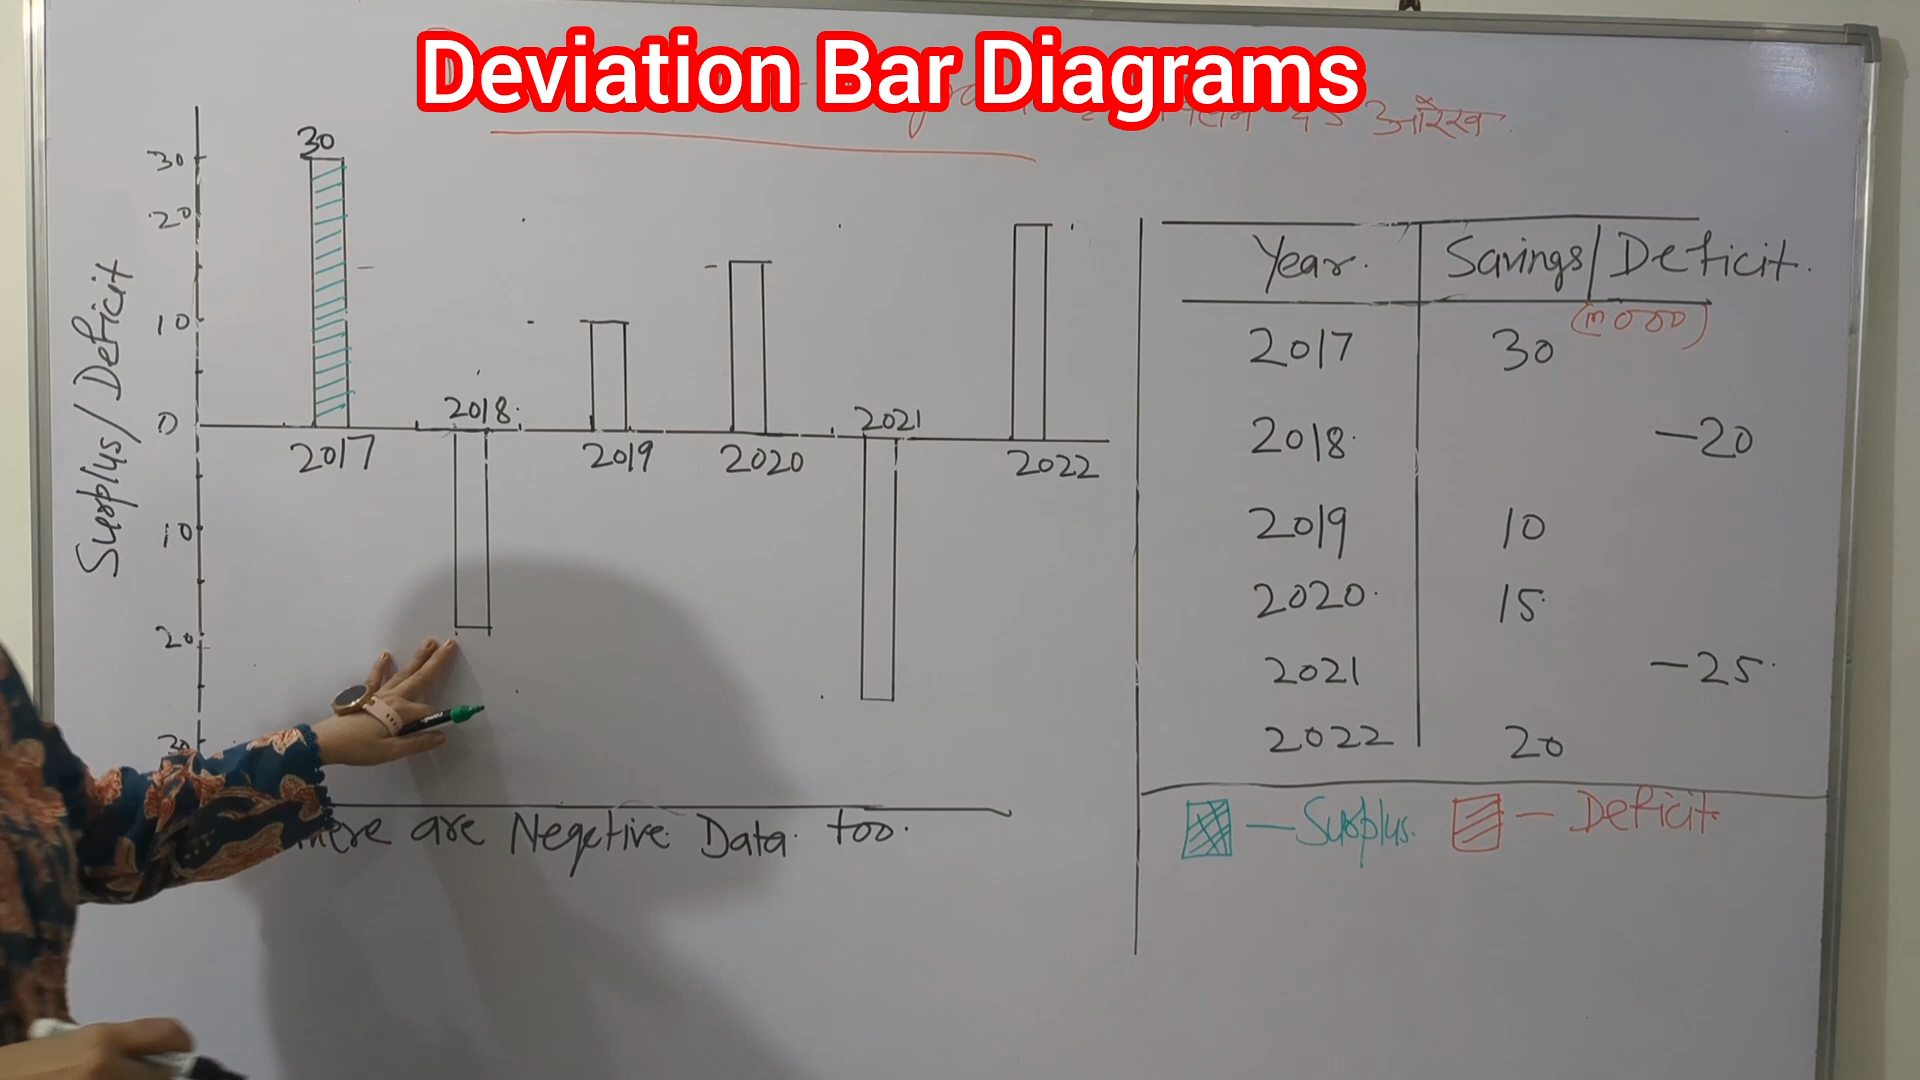 Deviation Bar Diagrams
आरेख
Surplus/Deficit
30
20
10
0
10
20
30
30
2017
2018
2019
2020
2021
2022
Year Savings/Deficit
(in 000)
2017 30
2018 -20
2019 10
2020 15
2021 -25
2022 20
- Surplus - Deficit
are Negetive Data too.